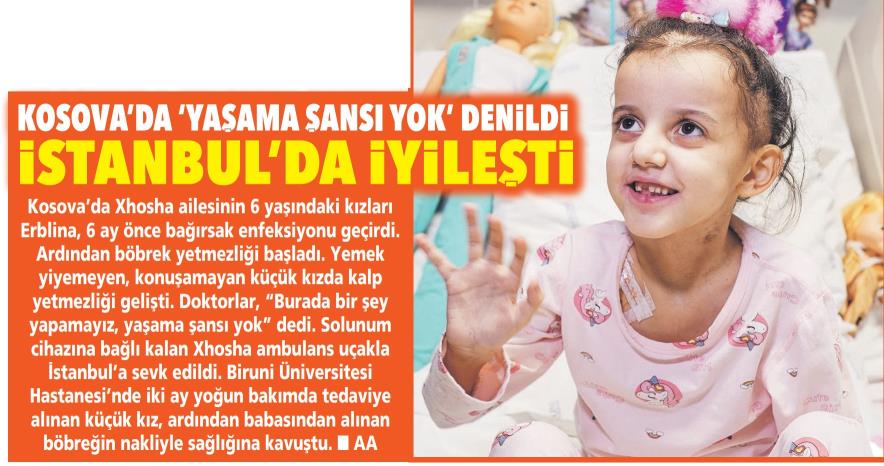 KOSOVA'DA 'YAŞAMA ŞANSI YOK' DENİLDİ
İSTANBUL'DA İYİLEŞTİ
Kosova'da Xhosha ailesinin 6 yaşındaki kızları
Erblina, 6 ay önce bağırsak enfeksiyonu geçirdi.
Ardından böbrek yetmezliği başladı. Yemek
yiyemeyen, konuşamayan küçük kızda kalp
yetmezliği gelişti. Doktorlar, “Burada bir şey
yapamayız, yaşama şansı yok” dedi. Solunum
cihazına bağlı kalan Xhosha ambulans uçakla
İstanbul'a sevk edildi. Biruni Üniversitesi
Hastanesi'nde iki ay yoğun bakımda tedaviye
alınan küçük kız, ardından babasından alınan
böbreğin nakliyle sağlığına kavuştu. ■ AA